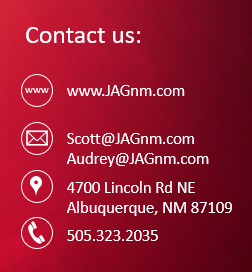 Contact us:
www www.JAGnm.com
Scott@JAGnm.com
Audrey@JAGnm.com
4700 Lincoln Rd NE
Albuquerque, NM 87109
505.323.2035